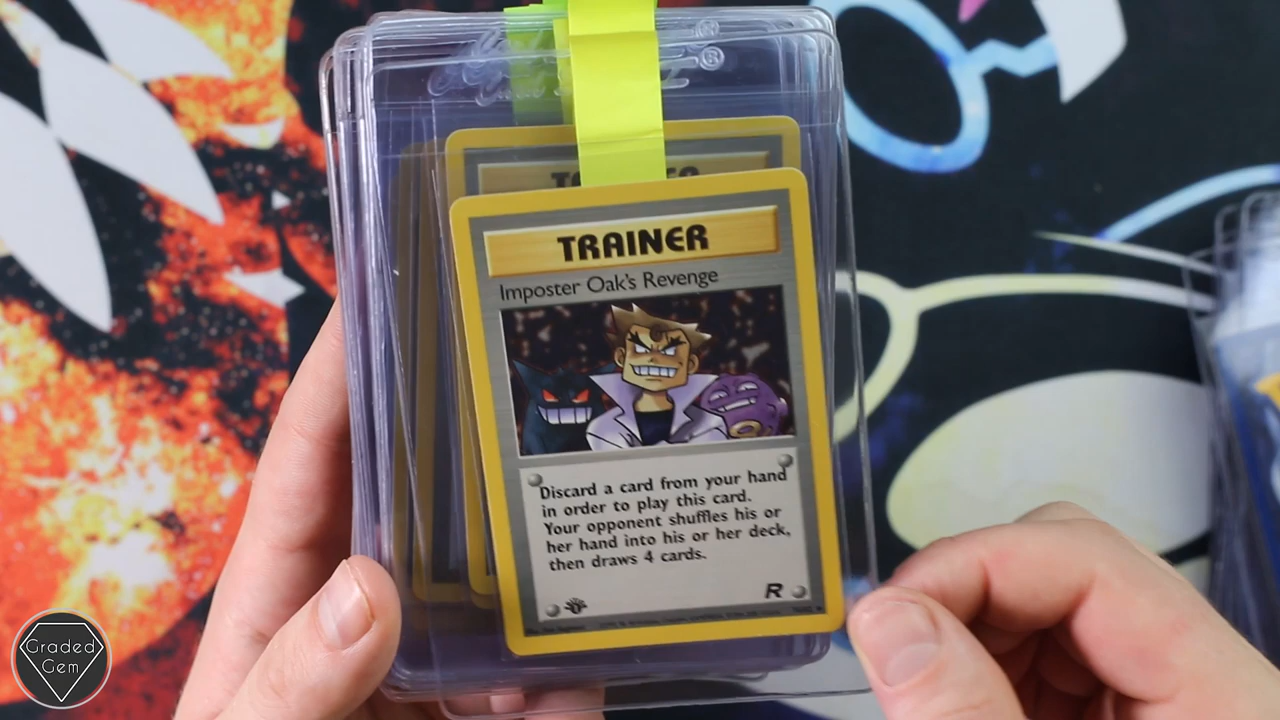 TRAINER
TRAINER
Imposter Oak's Revenge
Discard a card from your hand
in order to play this card.
Your opponent shuffles his or
her hand into his or her deck,
then draws 4 cards.
R
Graded
Gem